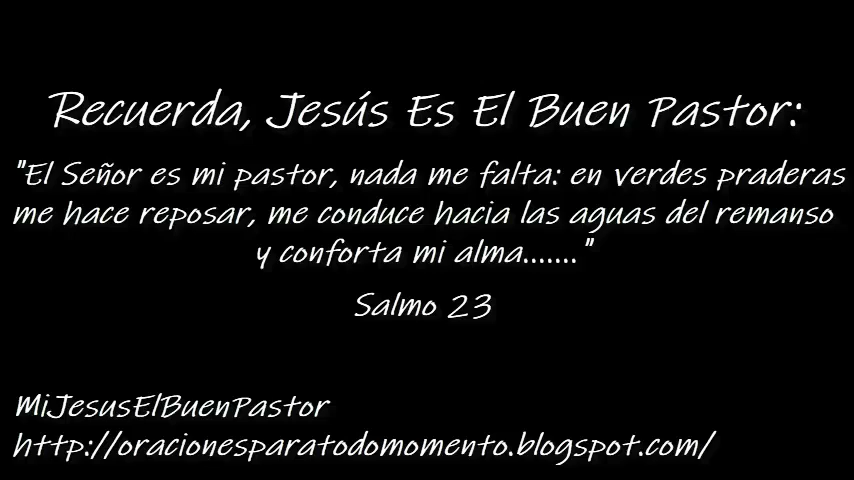 Recuerda, Jesús Es El Buen Pastor:
"El Señor es mi pastor, nada me falta: en verdes praderas
me hace reposar, me conduce hacia las aguas del remanso
y conforta mi alma......."
Salmo 23
MiJesusElBuenPastor
http://oracionesparatodomomento.blogspot.com/